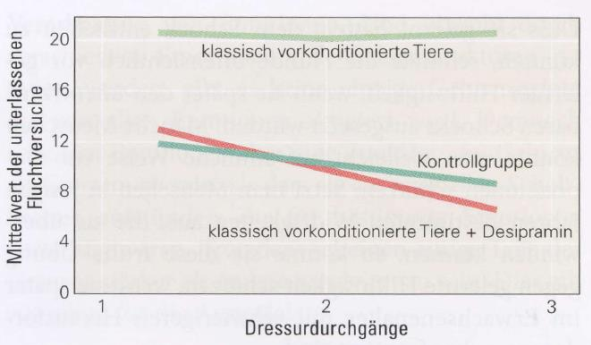 Mittelwert der unterlassenen
Fluchtversuche
20
16
12
8
4
0
klassisch vorkonditionierte Tiere
Kontrollgruppe
klassisch vorkonditionierte Tiere + Desipramin
1
2
3
Dressurdurchgänge